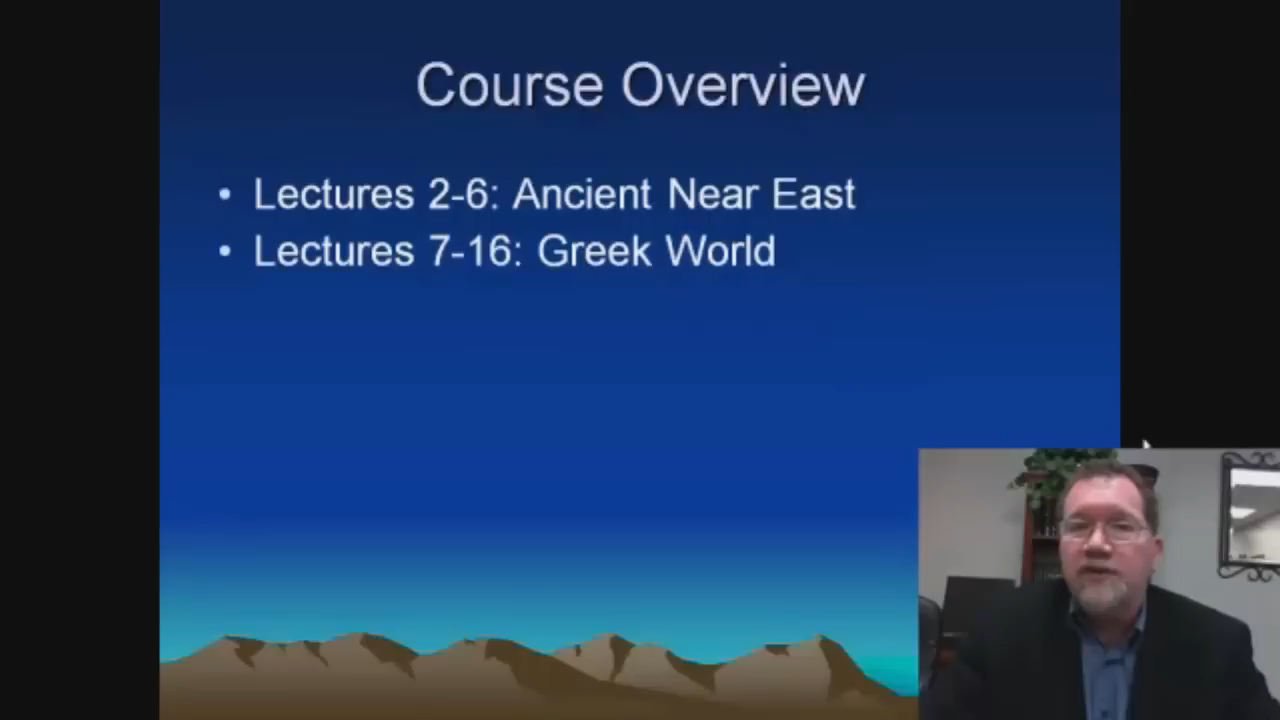 Course Overview
• Lectures 2-6: Ancient Near East
• Lectures 7-16: Greek World